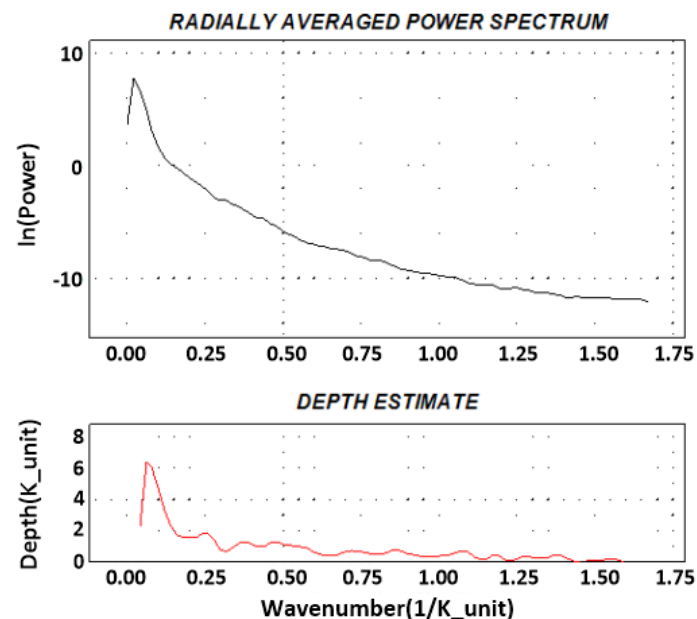 RADIALLY AVERAGED POWER SPECTRUM
10
0
-10
ln(Power)
0.00 0.25 0.50 0.75 1.00 1.25 1.50 1.75
DEPTH ESTIMATE
8
6
4
2
0
Depth(K_unit)
0.00 0.25 0.50 0.75 1.00 1.25 1.50 1.75
Wavenumber(1/K_unit)